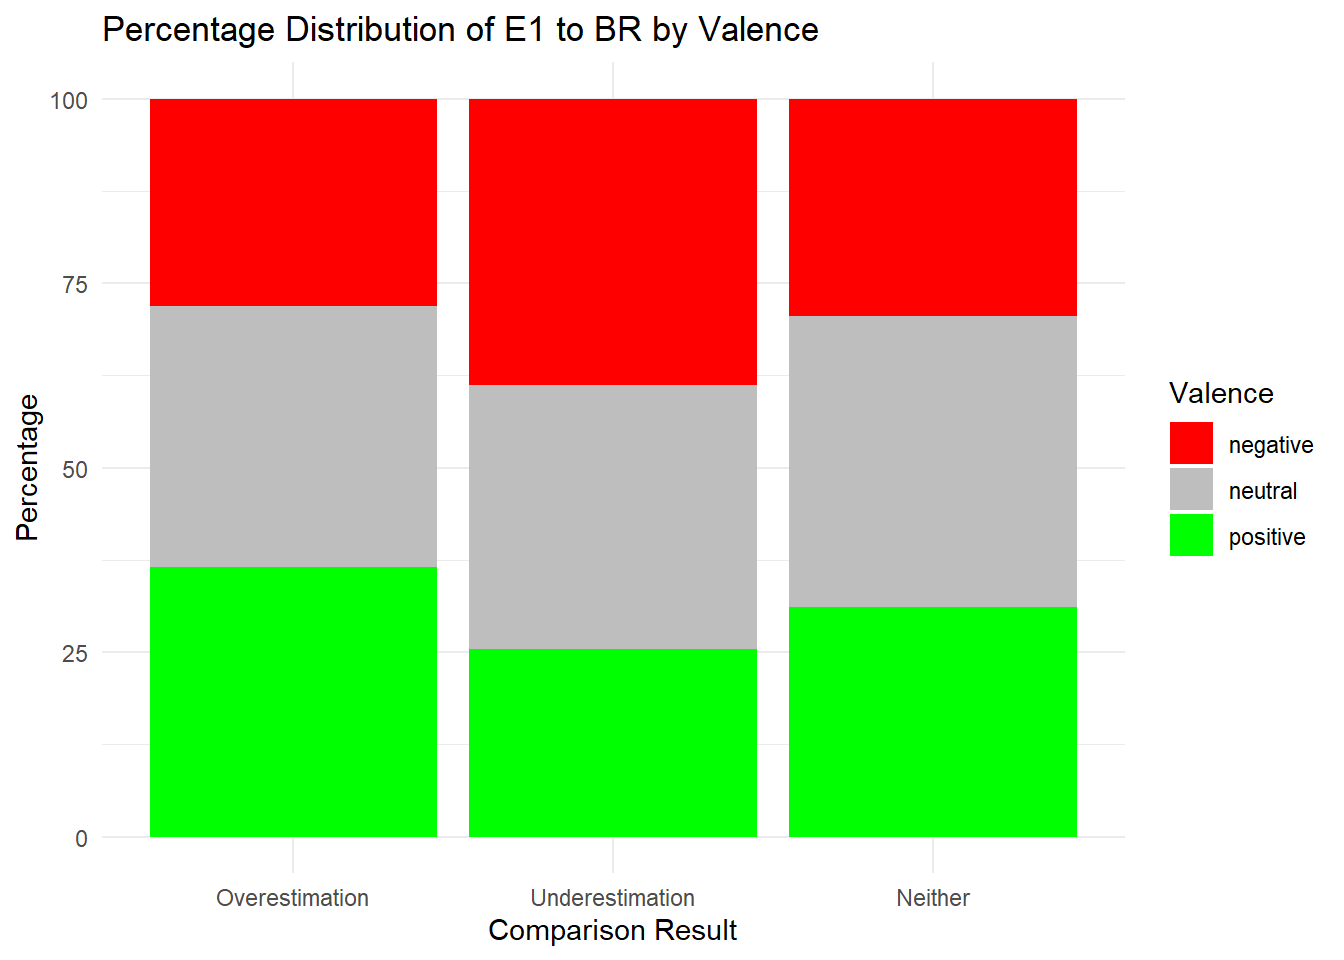 Percentage Distribution of E1 to BR by Valence
Percentage
100
75
50
25
0
Overestimation
Underestimation
Neither
Comparison Result
Valence
negative
neutral
positive